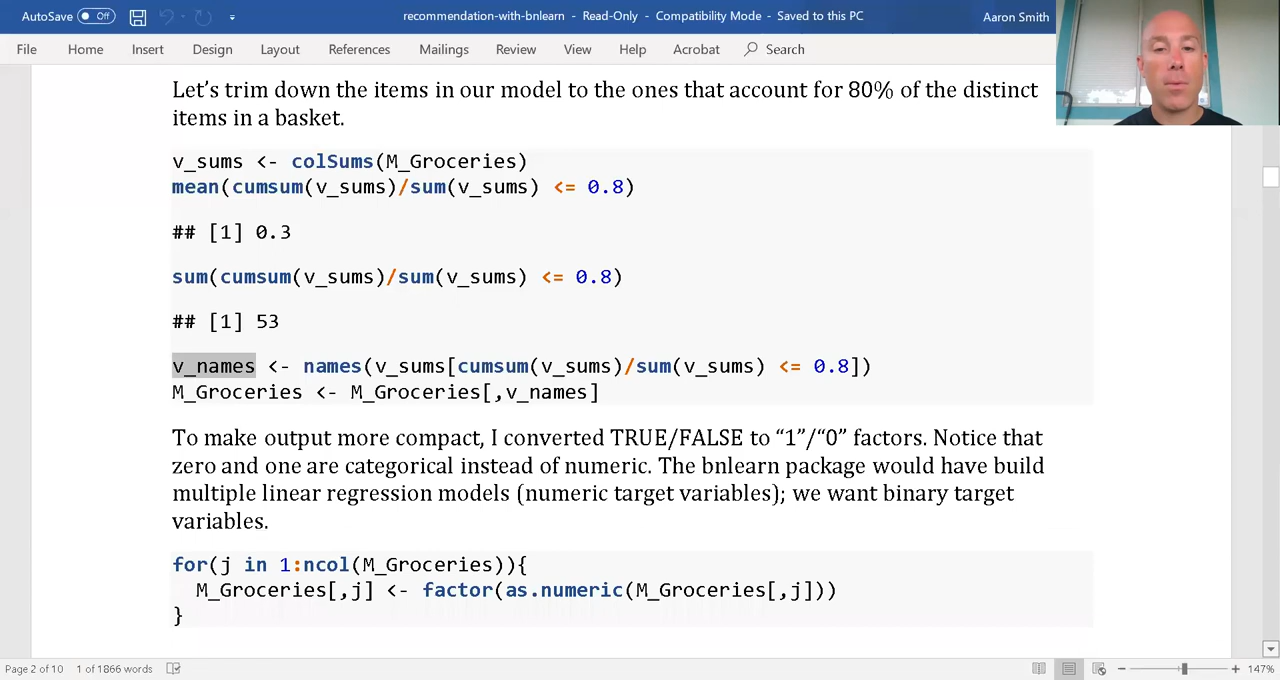 AutoSave Off recommendation-with-bnlearn - Read-Only - Compatibility Mode - Saved to this PC Aaron Smith
File Home Insert Design Layout References Mailings Review View Help Acrobat Search
Let’s trim down the items in our model to the ones that account for 80% of the distinct
items in a basket.
v_sums <- colSums(M_Groceries)
mean(cumsum(v_sums)/sum(v_sums) <= 0.8)
## [1] 0.3
sum(cumsum(v_sums)/sum(v_sums) <= 0.8)
## [1] 53
v_names <- names(v_sums[cumsum(v_sums)/sum(v_sums) <= 0.8])
M_Groceries <- M_Groceries[,v_names]
To make output more compact, I converted TRUE/FALSE to “1”/“0” factors. Notice that
zero and one are categorical instead of numeric. The bnlearn package would have build
multiple linear regression models (numeric target variables); we want binary target
variables.
for(j in 1:ncol(M_Groceries)){
M_Groceries[,j] <- factor(as.numeric(M_Groceries[,j]))
}
Page 2 of 10 1 of 1866 words 147%